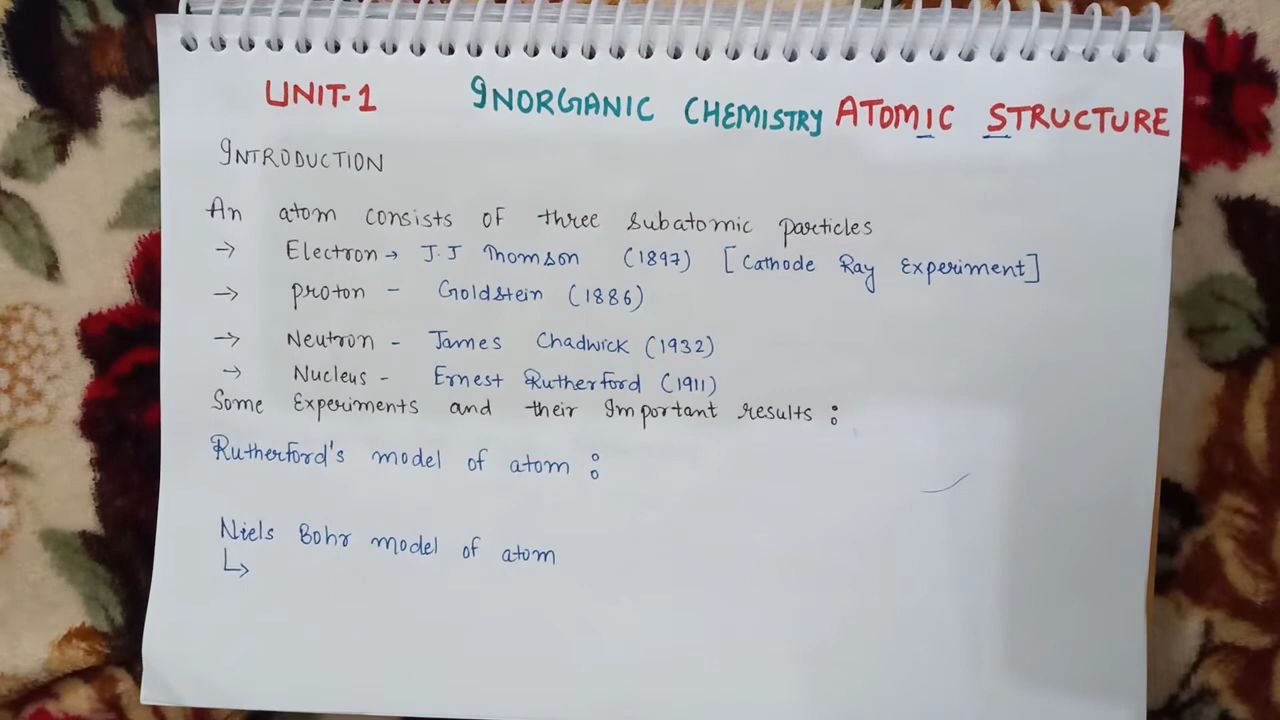 UNIT-1 INORGANIC CHEMISTRY ATOMIC STRUCTURE
INTRODUCTION
An atom consists of three subatomic particles
→ Electron → J.J Thomson (1897) [Cathode Ray Experiment]
→ proton - Goldstein (1886)
→ Neutron - James Chadwick (1932)
→ Nucleus - Ernest Rutherford (1911)
Some Experiments and their Important results :
Rutherford's model of atom :
Niels Bohr model of atom
↳